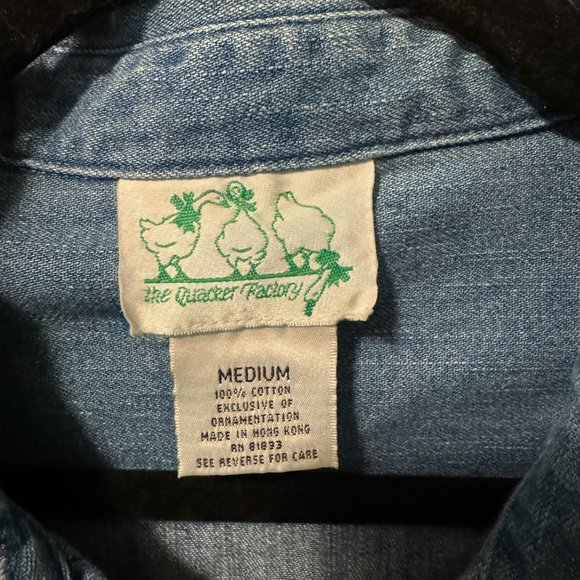 the Quacker Factory
MEDIUM
100% COTTON
EXCLUSIVE OF
ORNAMENTATION
MADE IN HONG KONG
RN 81833
SEE REVERSE FOR CARE